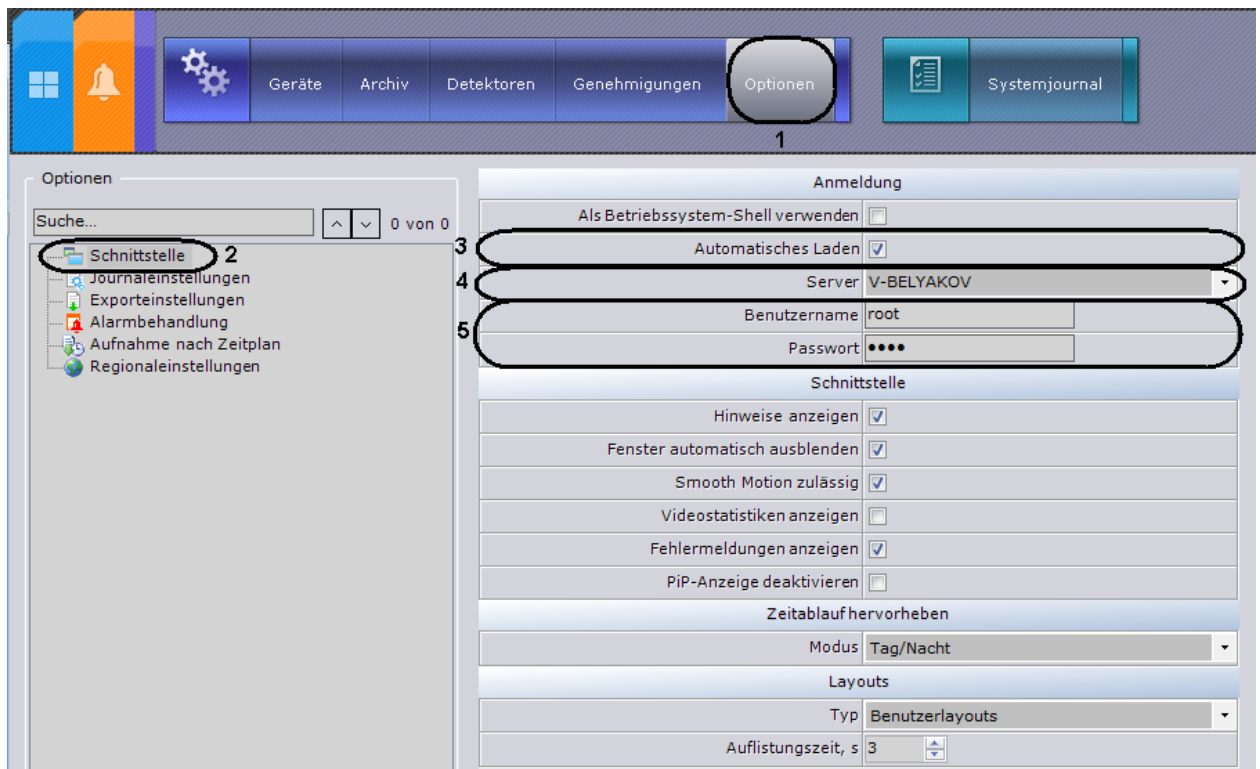 Geräte Archiv Detektoren Genehmigungen Optionen Systemjournal
1
Optionen
Suche... 0 von 0
Schnittstelle 2
Journaleinstellungen
Exporteinstellungen
Alarmbehandlung
Aufnahme nach Zeitplan
Regionaleinstellungen
Anmeldung
Als Betriebssystem-Shell verwenden
3 Automatisches Laden
4 Server V-BELYAKOV
5 Benutzername root
Passwort ••••
Schnittstelle
Hinweise anzeigen
Fenster automatisch ausblenden
Smooth Motion zulässig
Videostatistiken anzeigen
Fehlermeldungen anzeigen
PiP-Anzeige deaktivieren
Zeitablauf hervorheben
Modus Tag/Nacht
Layouts
Typ Benutzerlayouts
Auflistungszeit, s 3